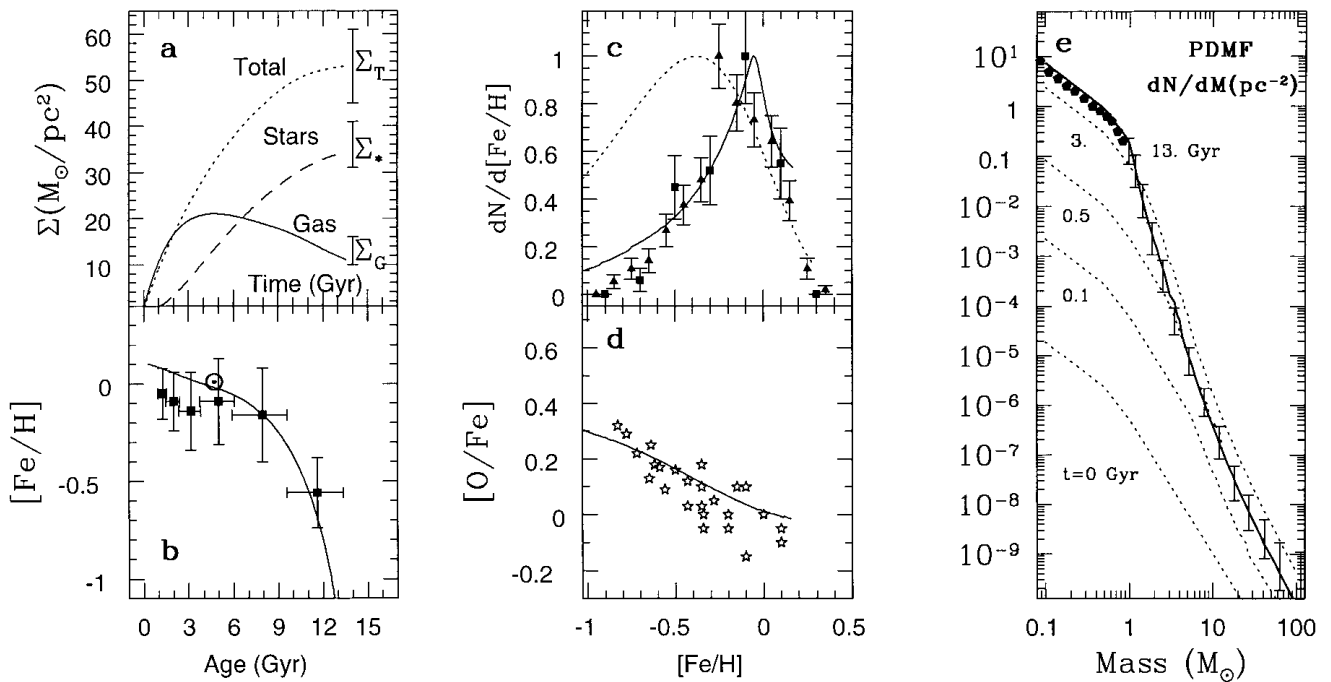 a
60
50
40
30
20
10
Σ(M⊙/pc²)
Total
Stars
Gas
Time (Gyr)
Σ_T
Σ_*
Σ_G
b
0
-0.5
-1
[Fe/H]
0 3 6 9 12 15
Age (Gyr)
c
1
0.8
0.6
0.4
0.2
0
dN/d[Fe/H]
d
0.6
0.4
0.2
0
-0.2
[O/Fe]
-1 -0.5 0 0.5
[Fe/H]
e
PDMF
dN/dM(pc⁻²)
10¹
1
0.1
10⁻²
10⁻³
10⁻⁴
10⁻⁵
10⁻⁶
10⁻⁷
10⁻⁸
10⁻⁹
3.
13. Gyr
0.5
0.1
t=0 Gyr
0.1 1 10 100
Mass (M⊙)